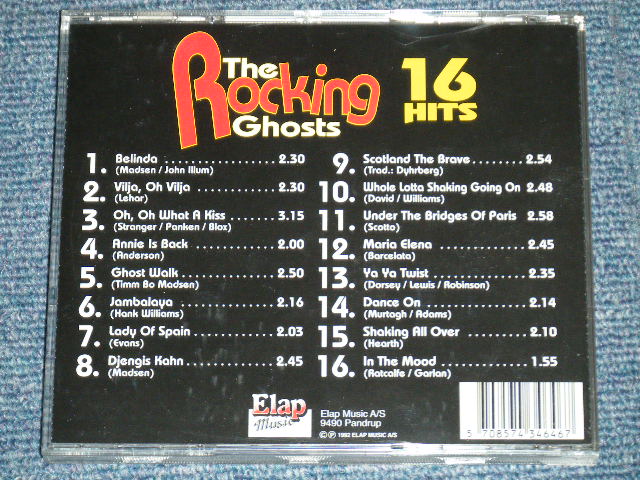 The
Rocking
Ghosts
16
HITS
1. Belinda .................. 2.30
(Madsen / John Illum)
2. Vilja, Oh Vilja .............. 2.30
(Lehar)
3. Oh, Oh What A Kiss ....... 3.15
(Stranger / Panken / Blax)
4. Annie Is Back .............. 2.00
(Anderson)
5. Ghost Walk ................ 2.50
(Timm Bo Madsen)
6. Jambalaya ................ 2.16
(Hank Williams)
7. Lady Of Spain ............. 2.03
(Evans)
8. Djengis Kahn .............. 2.45
(Madsen)
9. Scotland The Brave ........ 2.54
(Trad.: Dyhrberg)
10. Whole Lotta Shaking Going On 2.48
(David / Williams)
11. Under The Bridges Of Paris 2.58
(Scotto)
12. Maria Elena .............. 2.45
(Barcelata)
13. Ya Ya Twist .............. 2.35
(Dorsey / Lewis / Robinson)
14. Dance On ................ 2.14
(Murtagh / Adams)
15. Shaking All Over ......... 2.10
(Hearth)
16. In The Mood ............. 1.55
(Ratcalfe / Garlan)
Elap
Music
Elap Music A/S
9490 Pandrup
© ℗ 1992 ELAP MUSIC A/S
5 708574 346467